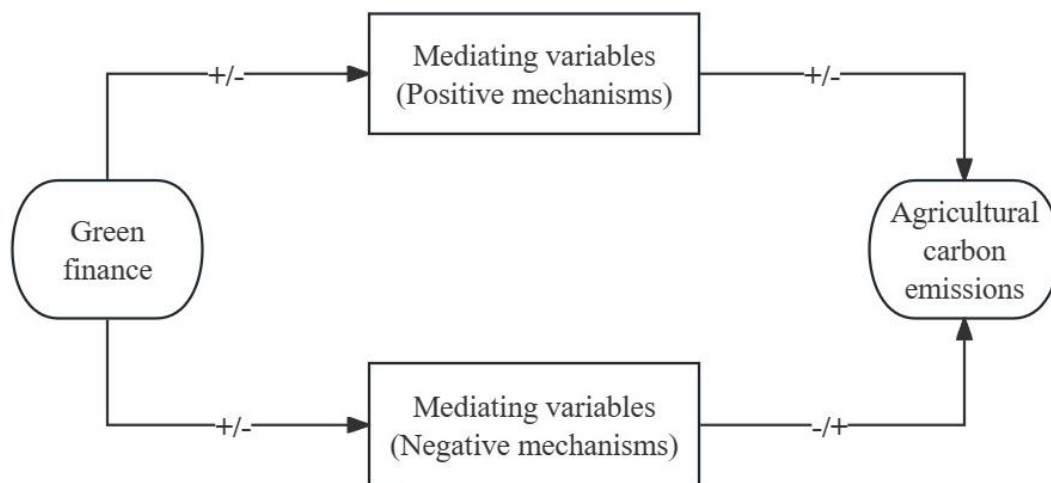 Mediating variables
(Positive mechanisms)
+/-
+/-
Green
finance
Agricultural
carbon
emissions
Mediating variables
(Negative mechanisms)
+/-
-/+